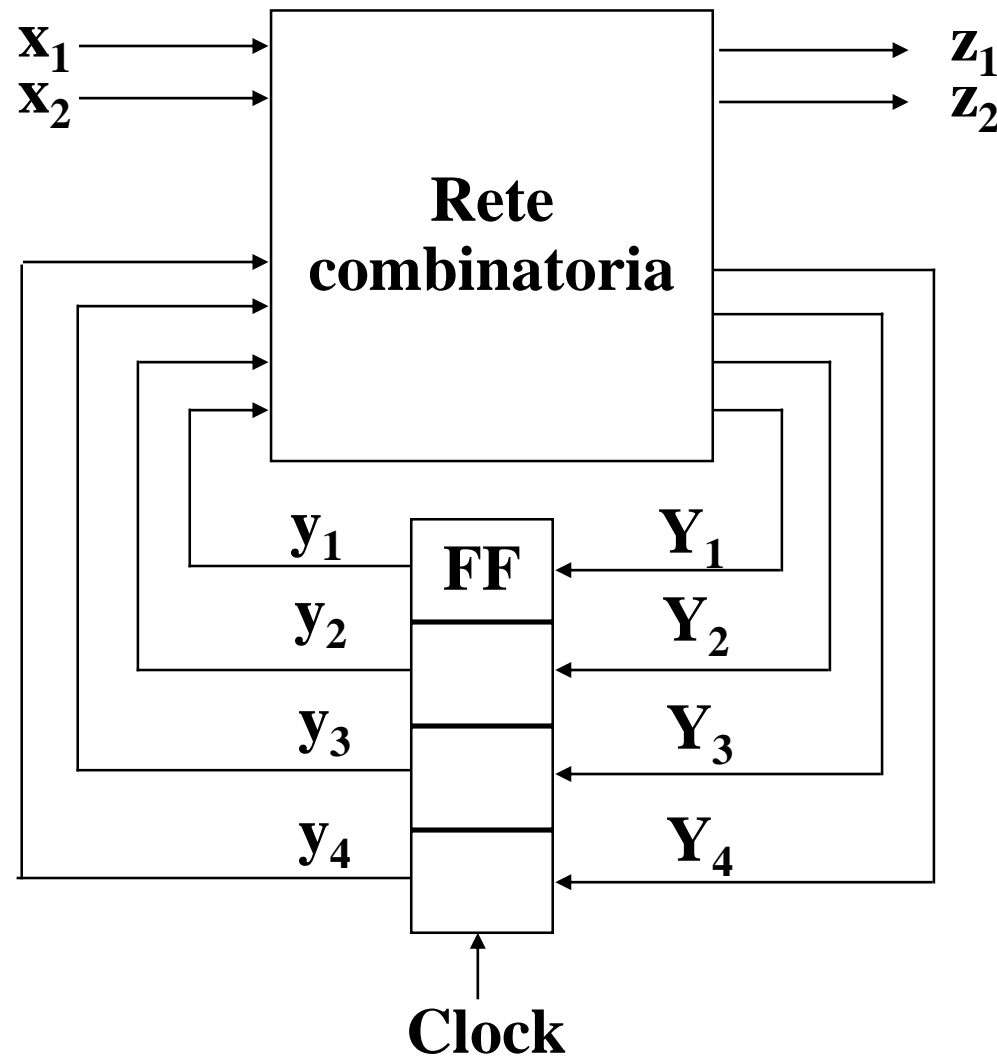 x₁
x₂
z₁
z₂
Rete
combinatoria
y₁
FF
Y₁
y₂
Y₂
y₃
Y₃
y₄
Y₄
Clock